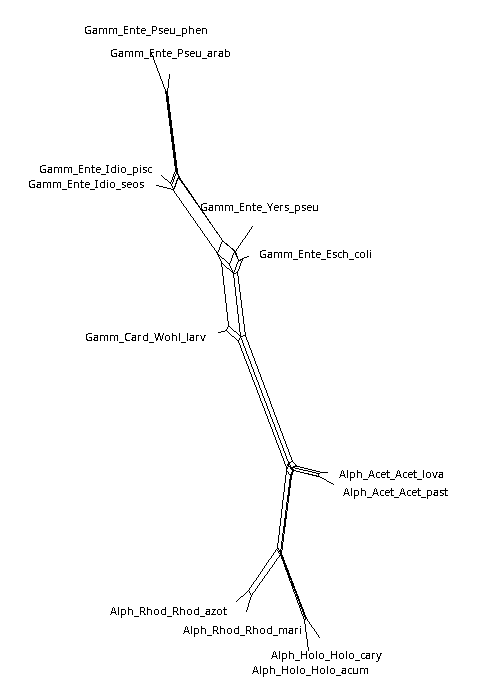 Gamm_Ente_Pseu_phen
Gamm_Ente_Pseu_arab
Gamm_Ente_Idio_pisc
Gamm_Ente_Idio_seos
Gamm_Ente_Yers_pseu
Gamm_Ente_Esch_coli
Gamm_Card_Wohl_larv
Alph_Acet_Acet_lova
Alph_Acet_Acet_past
Alph_Rhod_Rhod_azot
Alph_Rhod_Rhod_mari
Alph_Holo_Holo_cary
Alph_Holo_Holo_acum